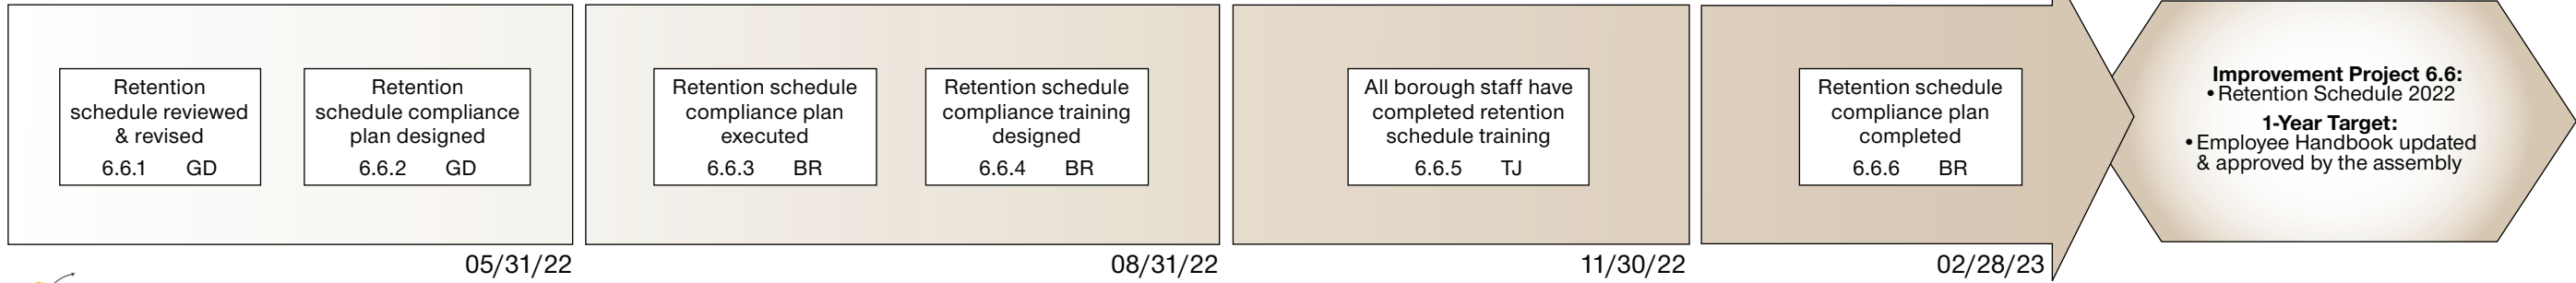 Retention
schedule reviewed
& revised
6.6.1 GD
Retention
schedule compliance
plan designed
6.6.2 GD
05/31/22
Retention schedule
compliance plan
executed
6.6.3 BR
Retention schedule
compliance training
designed
6.6.4 BR
08/31/22
All borough staff have
completed retention
schedule training
6.6.5 TJ
11/30/22
Retention schedule
compliance plan
completed
6.6.6 BR
02/28/23
Improvement Project 6.6:
• Retention Schedule 2022
1-Year Target:
• Employee Handbook updated
& approved by the assembly